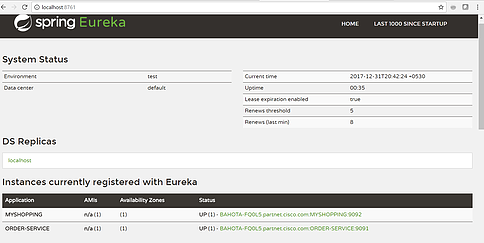 localhost:8761
spring Eureka
HOME LAST 1000 SINCE STARTUP
System Status
Environment test
Data center default
Current time 2017-12-31T20:42:24 +0530
Uptime 00:35
Lease expiration enabled true
Renews threshold 5
Renews (last min) 8
DS Replicas
localhost
Instances currently registered with Eureka
Application AMIs Availability Zones Status
MYSHOPPING n/a (1) (1) UP (1) - BAHOTA-FQ0L5.partnet.cisco.com:MYSHOPPING:9092
ORDER-SERVICE n/a (1) (1) UP (1) - BAHOTA-FQ0L5.partnet.cisco.com:ORDER-SERVICE:9091